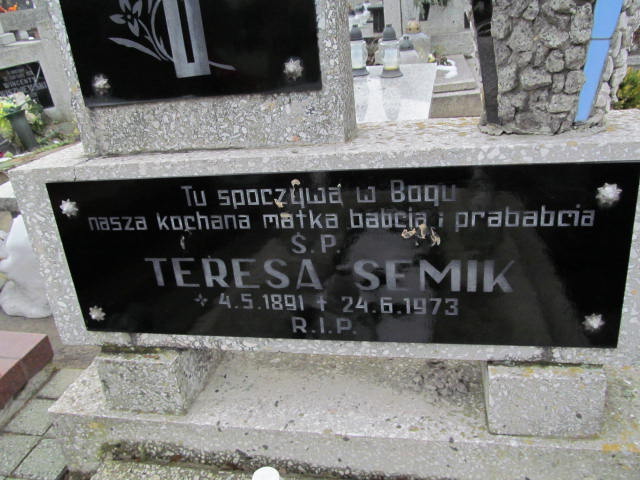 Tu spoczywa w Bogu
nasza kochana matka babcia i prababcia
Ś.P.
TERESA SEMIK
* 4.5.1891 † 24.6.1973
R.I.P.